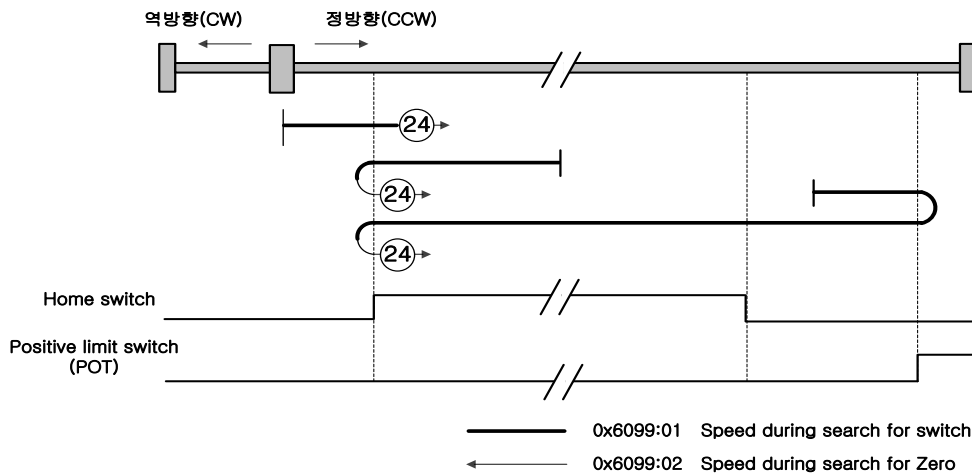 역방향(CW) 정방향(CCW)
24
24
24
Home switch
Positive limit switch
(POT)
0x6099:01 Speed during search for switch
0x6099:02 Speed during search for Zero